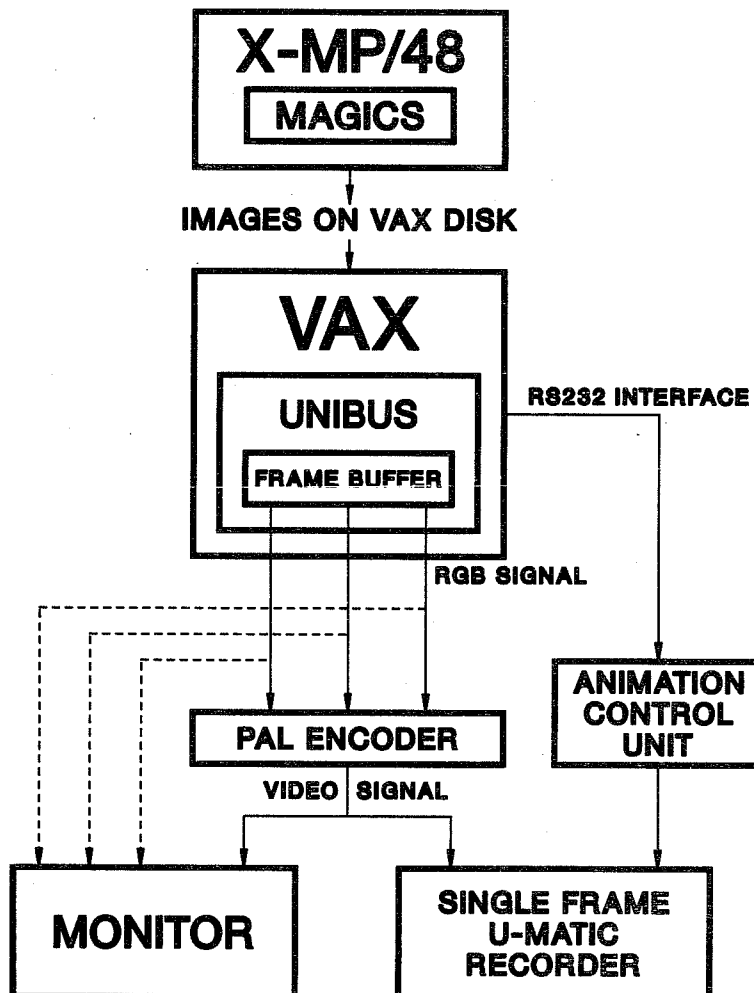 X-MP/48
MAGICS
IMAGES ON VAX DISK
VAX
UNIBUS
RS232 INTERFACE
FRAME BUFFER
RGB SIGNAL
ANIMATION
CONTROL
UNIT
PAL ENCODER
VIDEO SIGNAL
MONITOR
SINGLE FRAME
U-MATIC
RECORDER